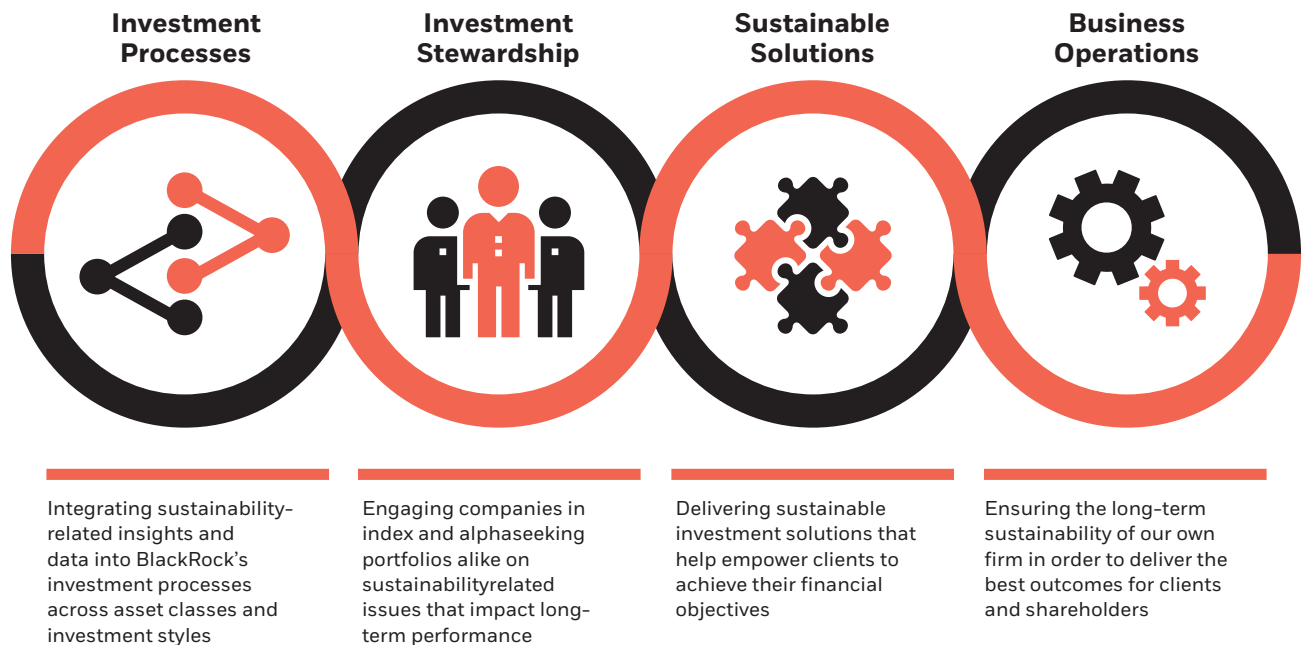 Investment
Processes
Investment
Stewardship
Sustainable
Solutions
Business
Operations
Integrating sustainability-
related insights and
data into BlackRock’s
investment processes
across asset classes and
investment styles
Engaging companies in
index and alphaseeking
portfolios alike on
sustainabilityrelated
issues that impact long-
term performance
Delivering sustainable
investment solutions that
help empower clients to
achieve their financial
objectives
Ensuring the long-term
sustainability of our own
firm in order to deliver the
best outcomes for clients
and shareholders